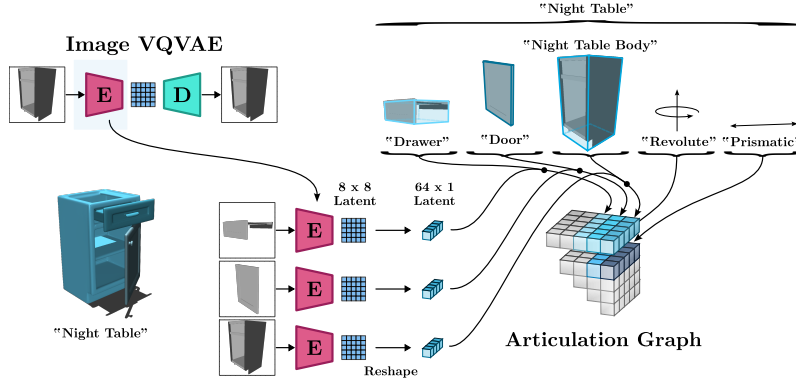 "Night Table"
Image VQVAE
"Night Table Body"
E
D
"Drawer"
"Door"
"Revolute"
"Prismatic"
8 x 8
Latent
64 x 1
Latent
E
E
"Night Table"
E
Articulation Graph
Reshape